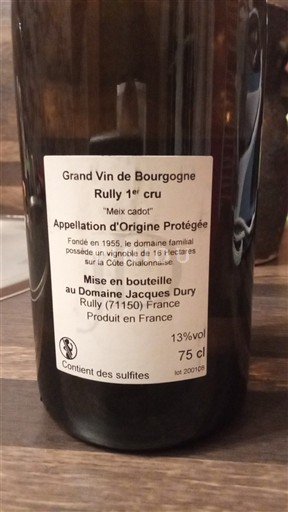 Grand Vin de Bourgogne
Rully 1er cru
"Meix cadot"
Appellation d'Origine Protégée
Fondé en 1955, le domaine familial
possède un vignoble de 16 hectares
sur la Côte Chalonnaise
Mise en bouteille
au Domaine Jacques Dury
Rully (71150) France
Produit en France
13%vol
75 cl
Contient des sulfites
lot